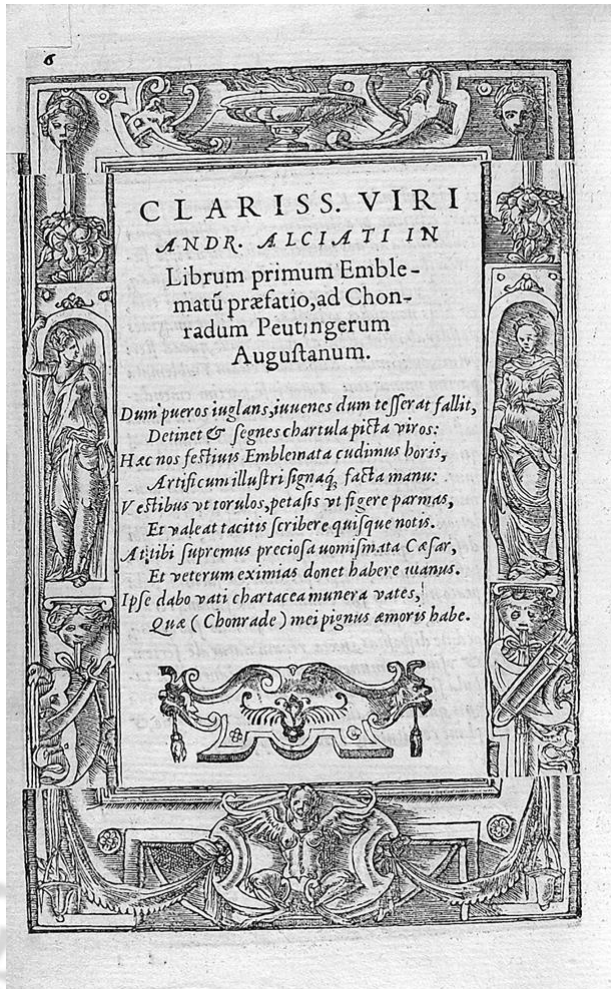 6
CLARISS. VIRI
ANDR. ALCIATI IN
Librum primum Emble-
matũ præfatio, ad Chon-
radum Peutingerum
Augustanum.
Dum pueros iuglans, iuvenes dum tesserat fallit,
Detinet & segnes chartula picta viros:
Hæc nos festivis Emblemata cudimus horis,
Artificum illustri signaq́; facta manu:
Vestibus vt torulos, petasis vt figere parmas,
Et valeat tacitis scribere quisque notis.
At tibi supremus preciosa nomismata Cæsar,
Et veterum eximias donet habere manus.
Ipse dabo vati chartacea munera vates,
Quæ (Chonrade) mei pignus amoris habe.